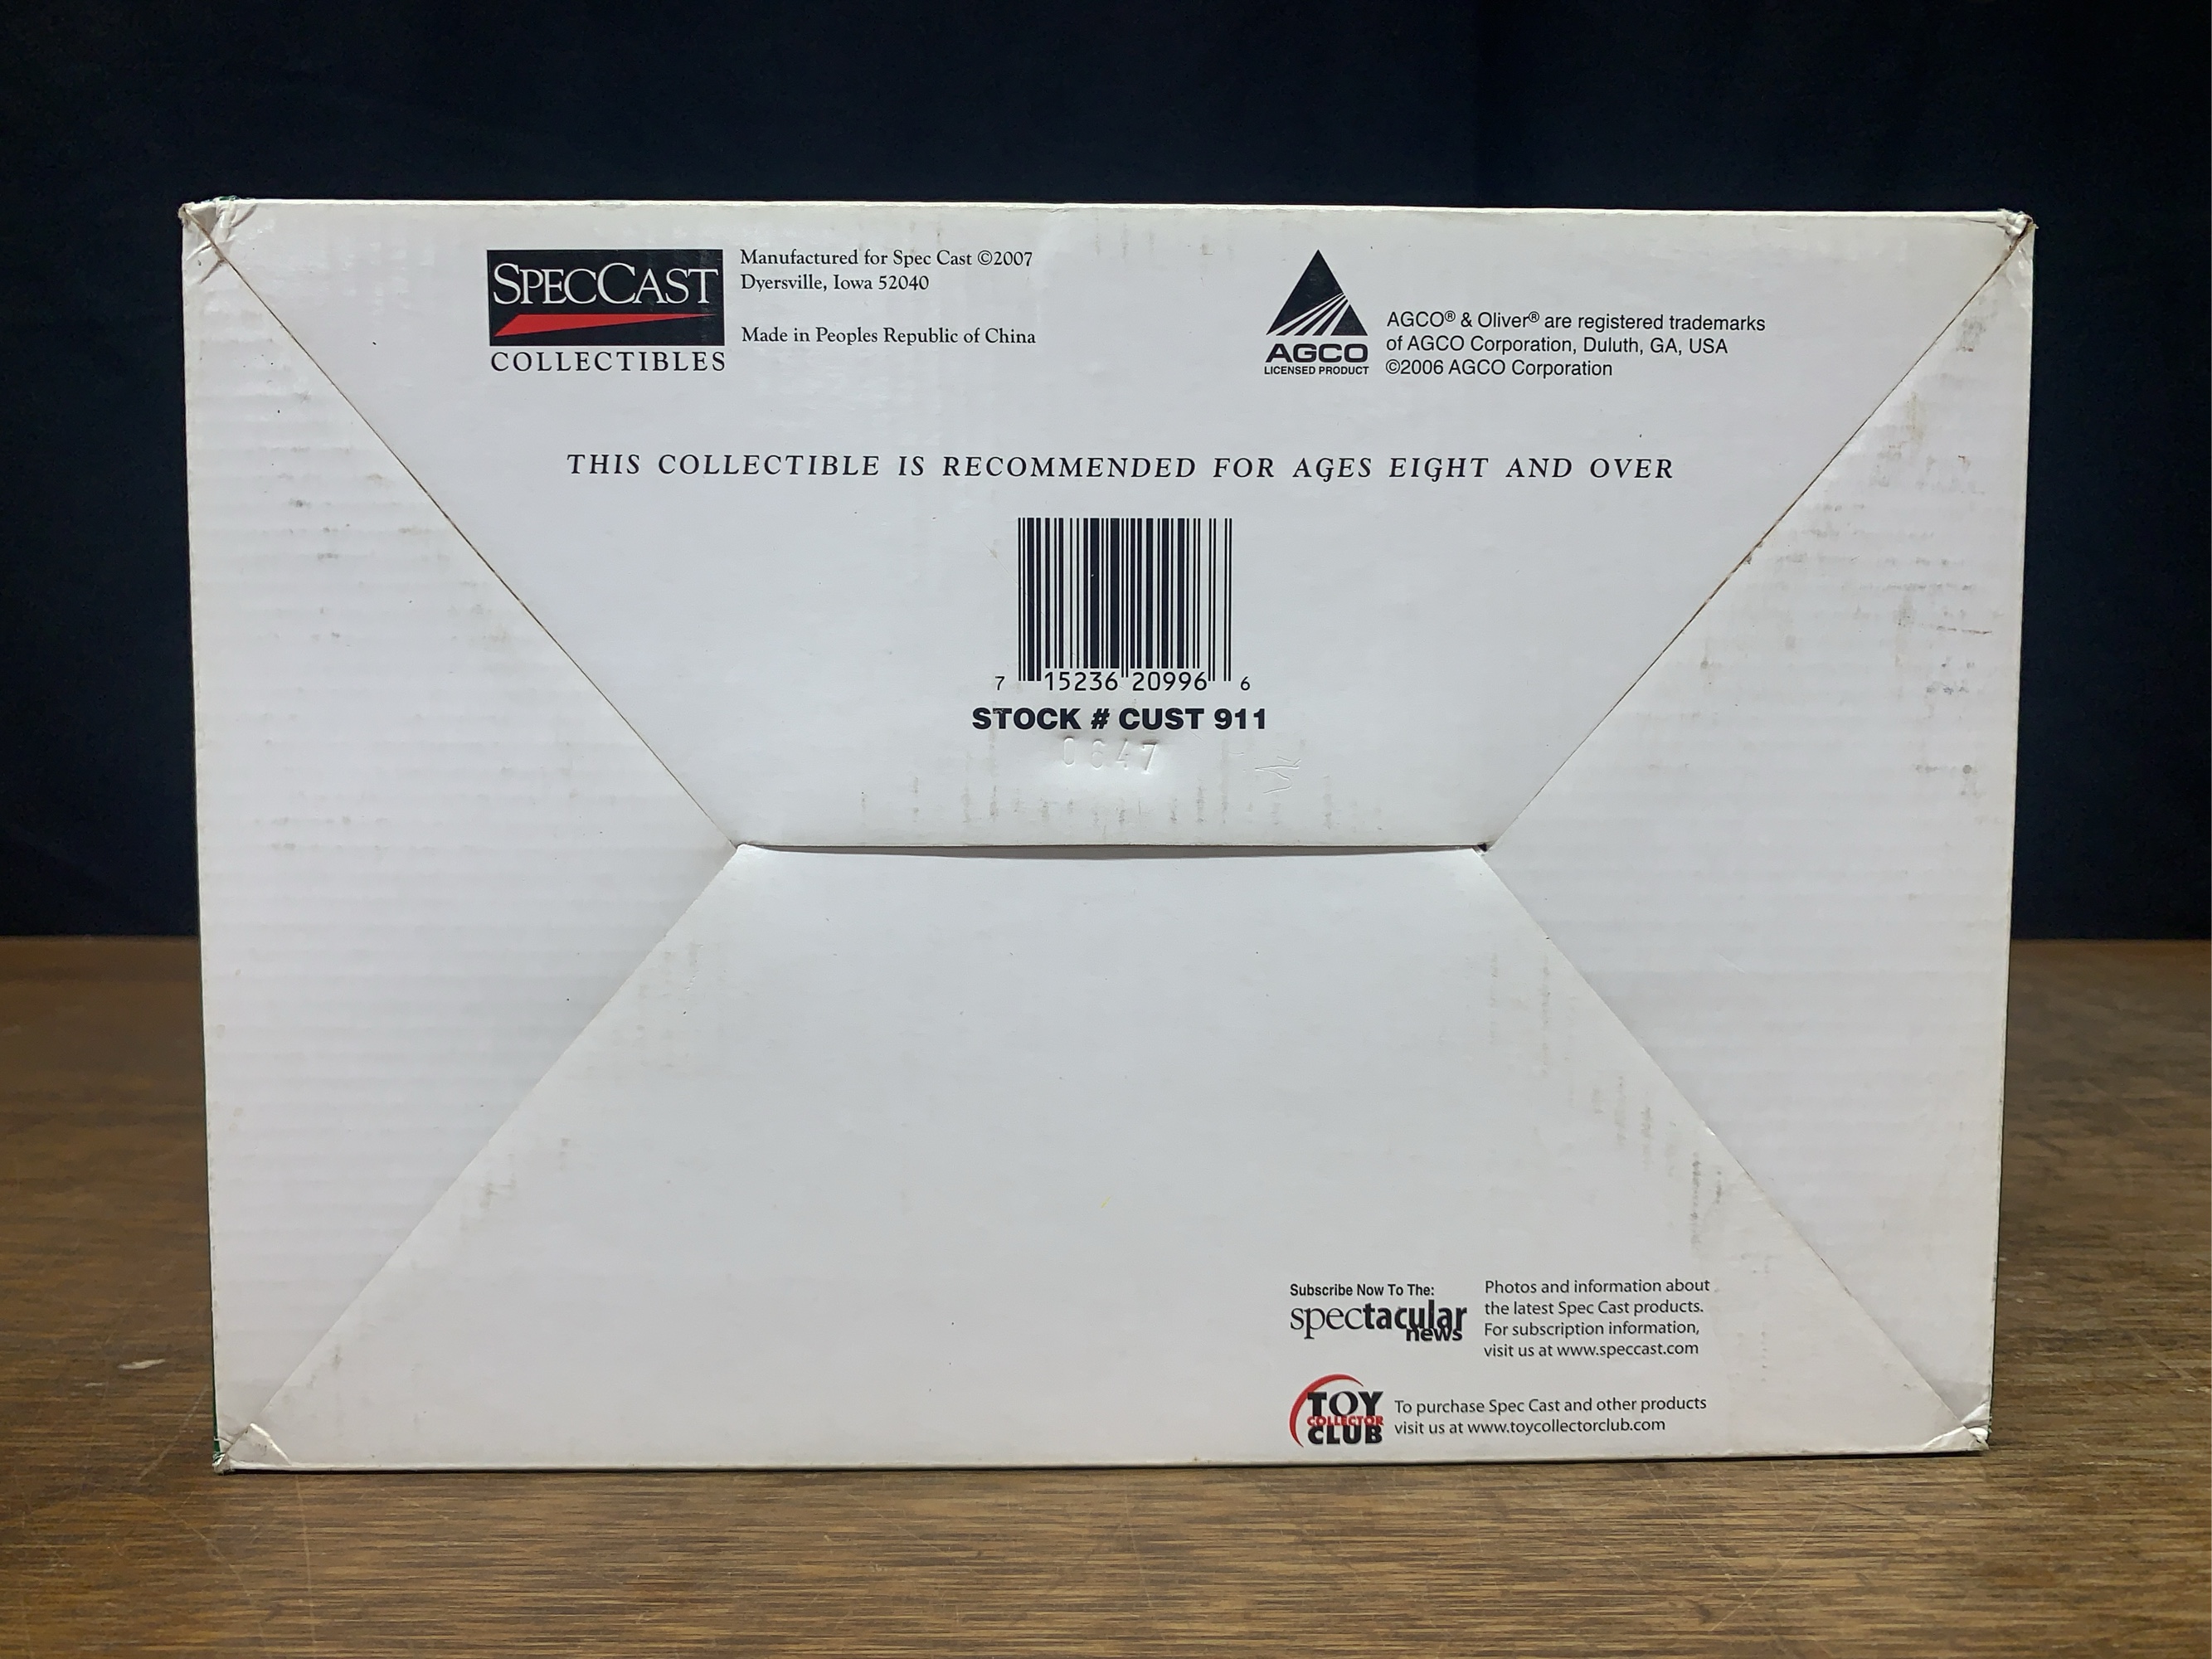 SPECCAST
COLLECTIBLES
Manufactured for Spec Cast ©2007
Dyersville, Iowa 52040
Made in Peoples Republic of China
AGCO
LICENSED PRODUCT
AGCO® & Oliver® are registered trademarks
of AGCO Corporation, Duluth, GA, USA
©2006 AGCO Corporation
THIS COLLECTIBLE IS RECOMMENDED FOR AGES EIGHT AND OVER
7 15236 20996 6
STOCK # CUST 911
0647
Subscribe Now To The:
spectacular
news
Photos and information about
the latest Spec Cast products.
For subscription information,
visit us at www.speccast.com
TOY
COLLECTOR
CLUB
To purchase Spec Cast and other products
visit us at www.toycollectorclub.com